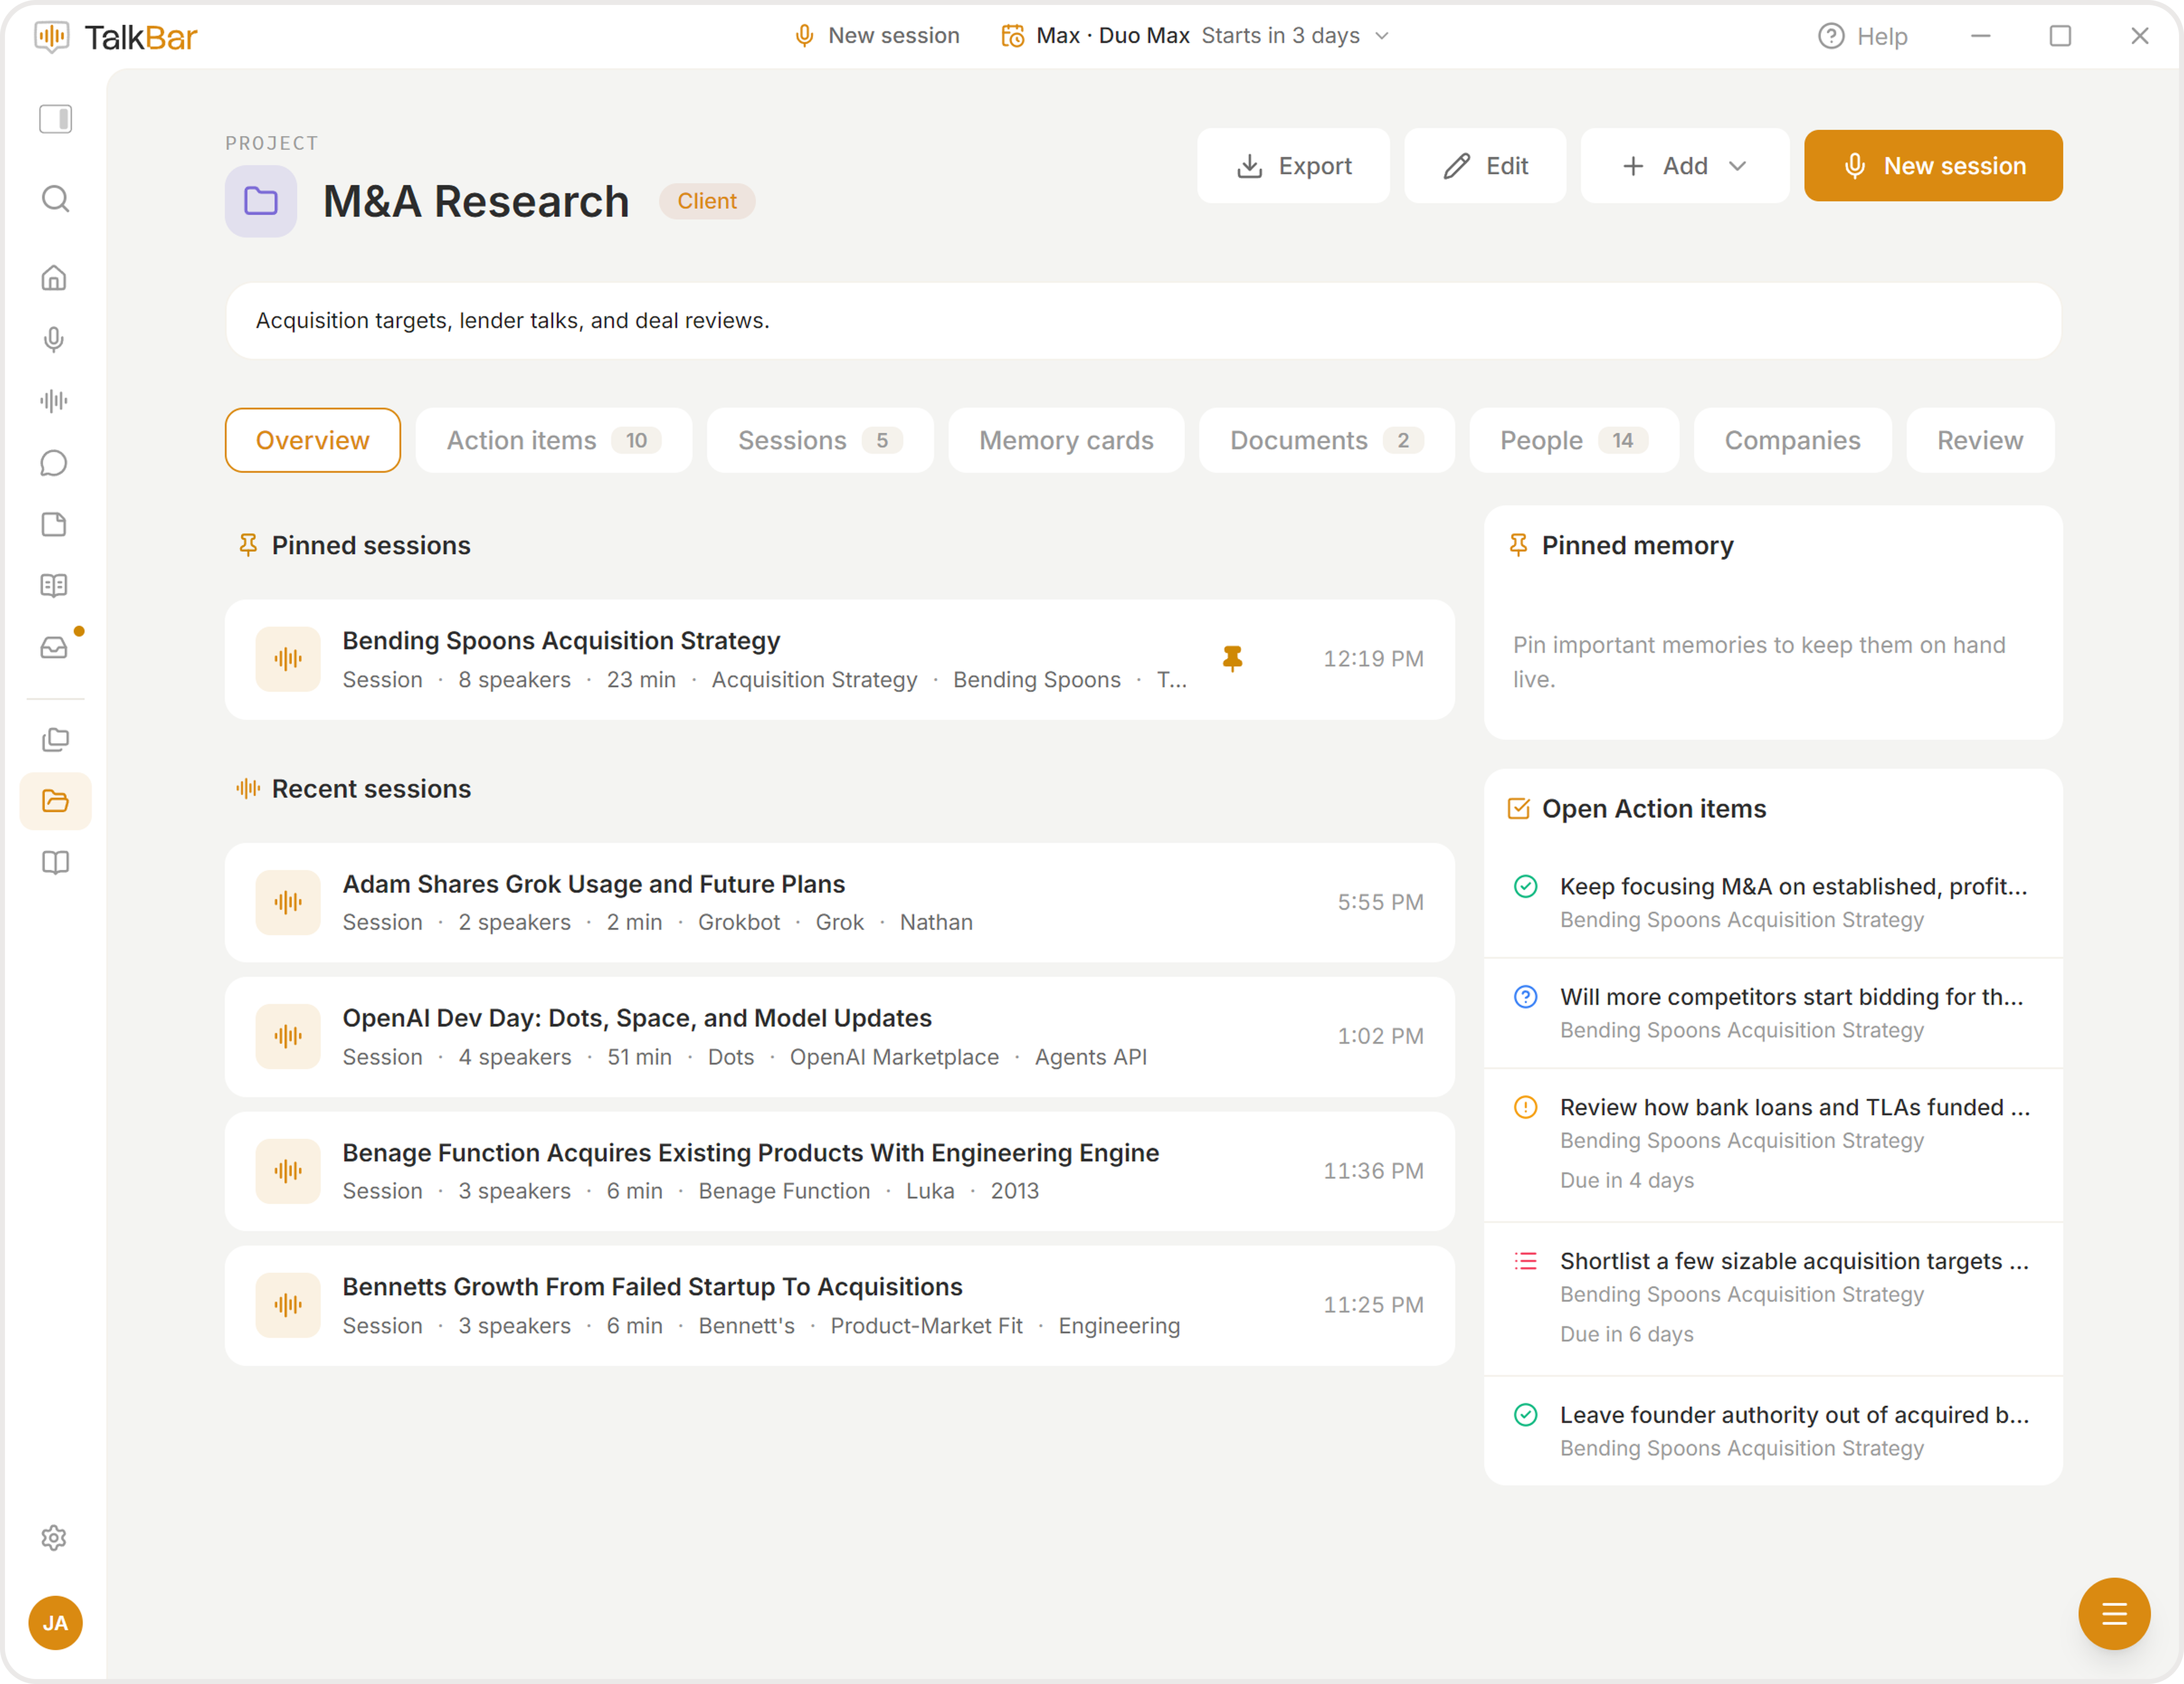 TalkBar
New session
Max · Duo Max Starts in 3 days
Help
PROJECT
M&A Research
Client
Export
Edit
Add
New session
Acquisition targets, lender talks, and deal reviews.
Overview
Action items 10
Sessions 5
Memory cards
Documents 2
People 14
Companies
Review
Pinned sessions
Bending Spoons Acquisition Strategy
Session · 8 speakers · 23 min · Acquisition Strategy · Bending Spoons · T...
12:19 PM
Recent sessions
Adam Shares Grok Usage and Future Plans
Session · 2 speakers · 2 min · Grokbot · Grok · Nathan
5:55 PM
OpenAI Dev Day: Dots, Space, and Model Updates
Session · 4 speakers · 51 min · Dots · OpenAI Marketplace · Agents API
1:02 PM
Benage Function Acquires Existing Products With Engineering Engine
Session · 3 speakers · 6 min · Benage Function · Luka · 2013
11:36 PM
Bennetts Growth From Failed Startup To Acquisitions
Session · 3 speakers · 6 min · Bennett's · Product-Market Fit · Engineering
11:25 PM
Pinned memory
Pin important memories to keep them on hand
live.
Open Action items
Keep focusing M&A on established, profit...
Bending Spoons Acquisition Strategy
Will more competitors start bidding for th...
Bending Spoons Acquisition Strategy
Review how bank loans and TLAs funded ...
Bending Spoons Acquisition Strategy
Due in 4 days
Shortlist a few sizable acquisition targets ...
Bending Spoons Acquisition Strategy
Due in 6 days
Leave founder authority out of acquired b...
Bending Spoons Acquisition Strategy
JA